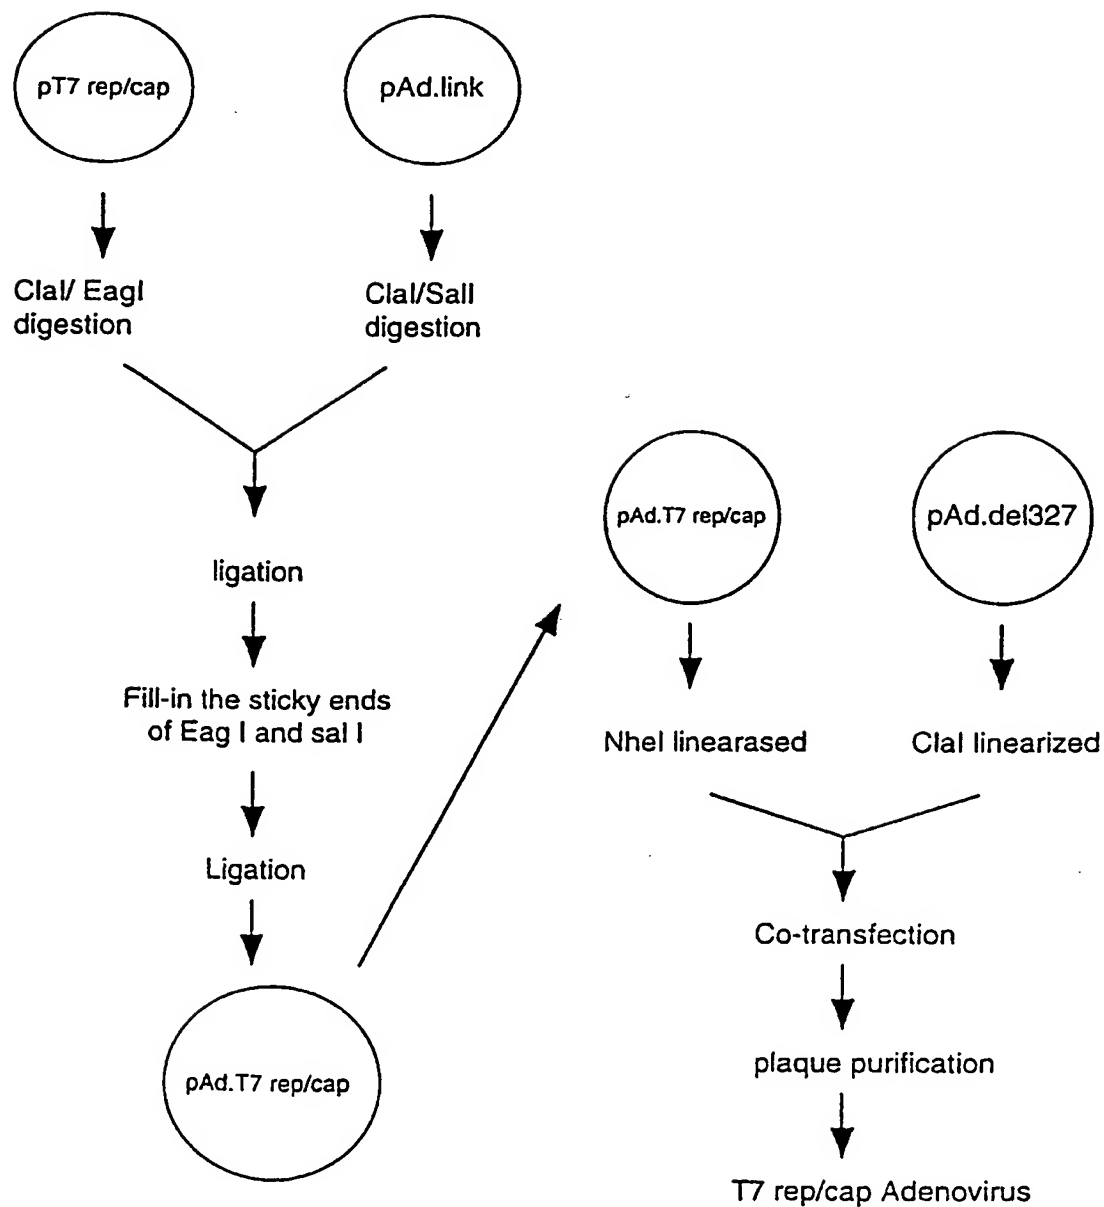 pT7 rep/cap
pAd.link
ClaI/ EagI
digestion
ClaI/SalI
digestion
ligation
Fill-in the sticky ends
of Eag I and sal I
Ligation
pAd.T7 rep/cap
pAd.T7 rep/cap
pAd.del327
NheI linearased
ClaI linearized
Co-transfection
plaque purification
T7 rep/cap Adenovirus